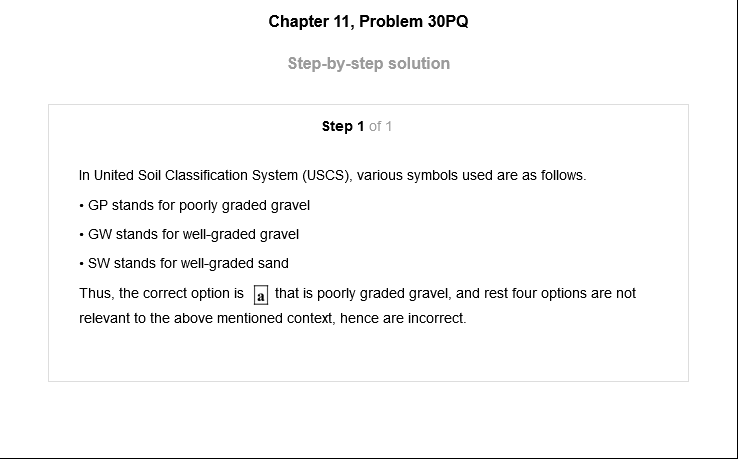 Chapter 11, Problem 30PQ
Step-by-step solution
Step 1 of 1
In United Soil Classification System (USCS), various symbols used are as follows.
• GP stands for poorly graded gravel
• GW stands for well-graded gravel
• SW stands for well-graded sand
Thus, the correct option is a that is poorly graded gravel, and rest four options are not
relevant to the above mentioned context, hence are incorrect.